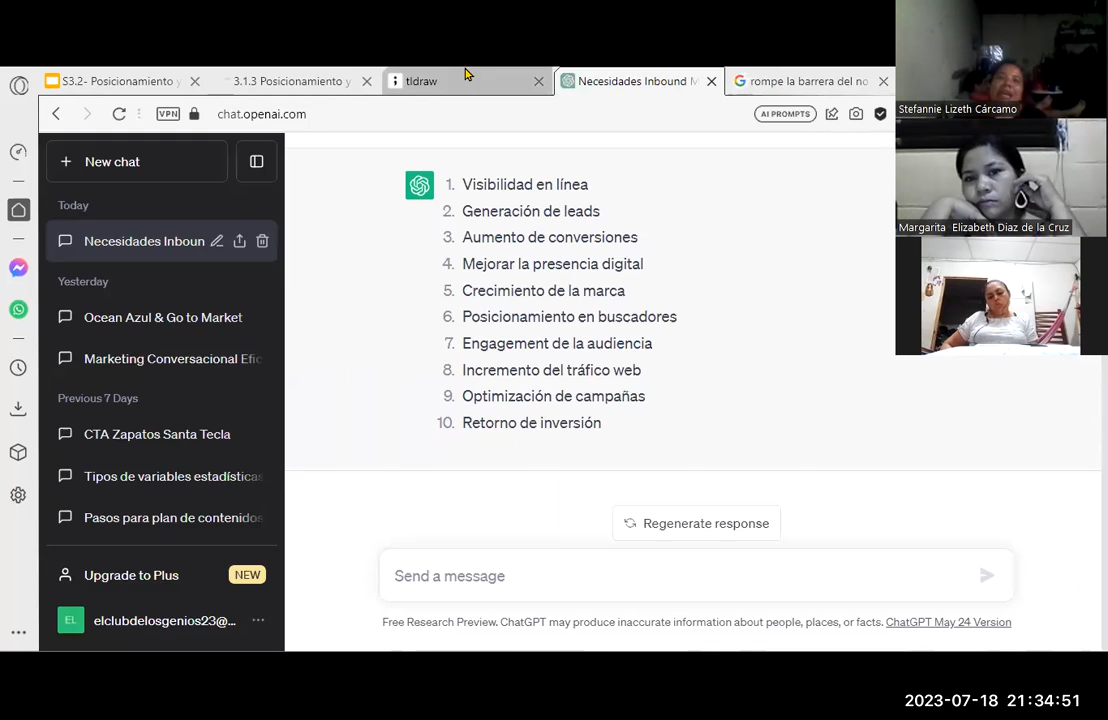 S3.2- Posicionamiento y
3.1.3 Posicionamiento y
tldraw
Necesidades Inbound M
rompe la barrera del no
VPN
chat.openai.com
AI PROMPTS
New chat
Today
Necesidades Inboun
Yesterday
Ocean Azul & Go to Market
Marketing Conversacional Efic
Previous 7 Days
CTA Zapatos Santa Tecla
Tipos de variables estadísticas
Pasos para plan de contenidos
Upgrade to Plus
NEW
EL
elclubdelosgenios23@...
1. Visibilidad en línea
2. Generación de leads
3. Aumento de conversiones
4. Mejorar la presencia digital
5. Crecimiento de la marca
6. Posicionamiento en buscadores
7. Engagement de la audiencia
8. Incremento del tráfico web
9. Optimización de campañas
10. Retorno de inversión
Regenerate response
Send a message
Free Research Preview. ChatGPT may produce inaccurate information about people, places, or facts. ChatGPT May 24 Version
Stefannie Lizeth Cárcamo
Margarita Elizabeth Diaz de la Cruz
2023-07-18 21:34:51